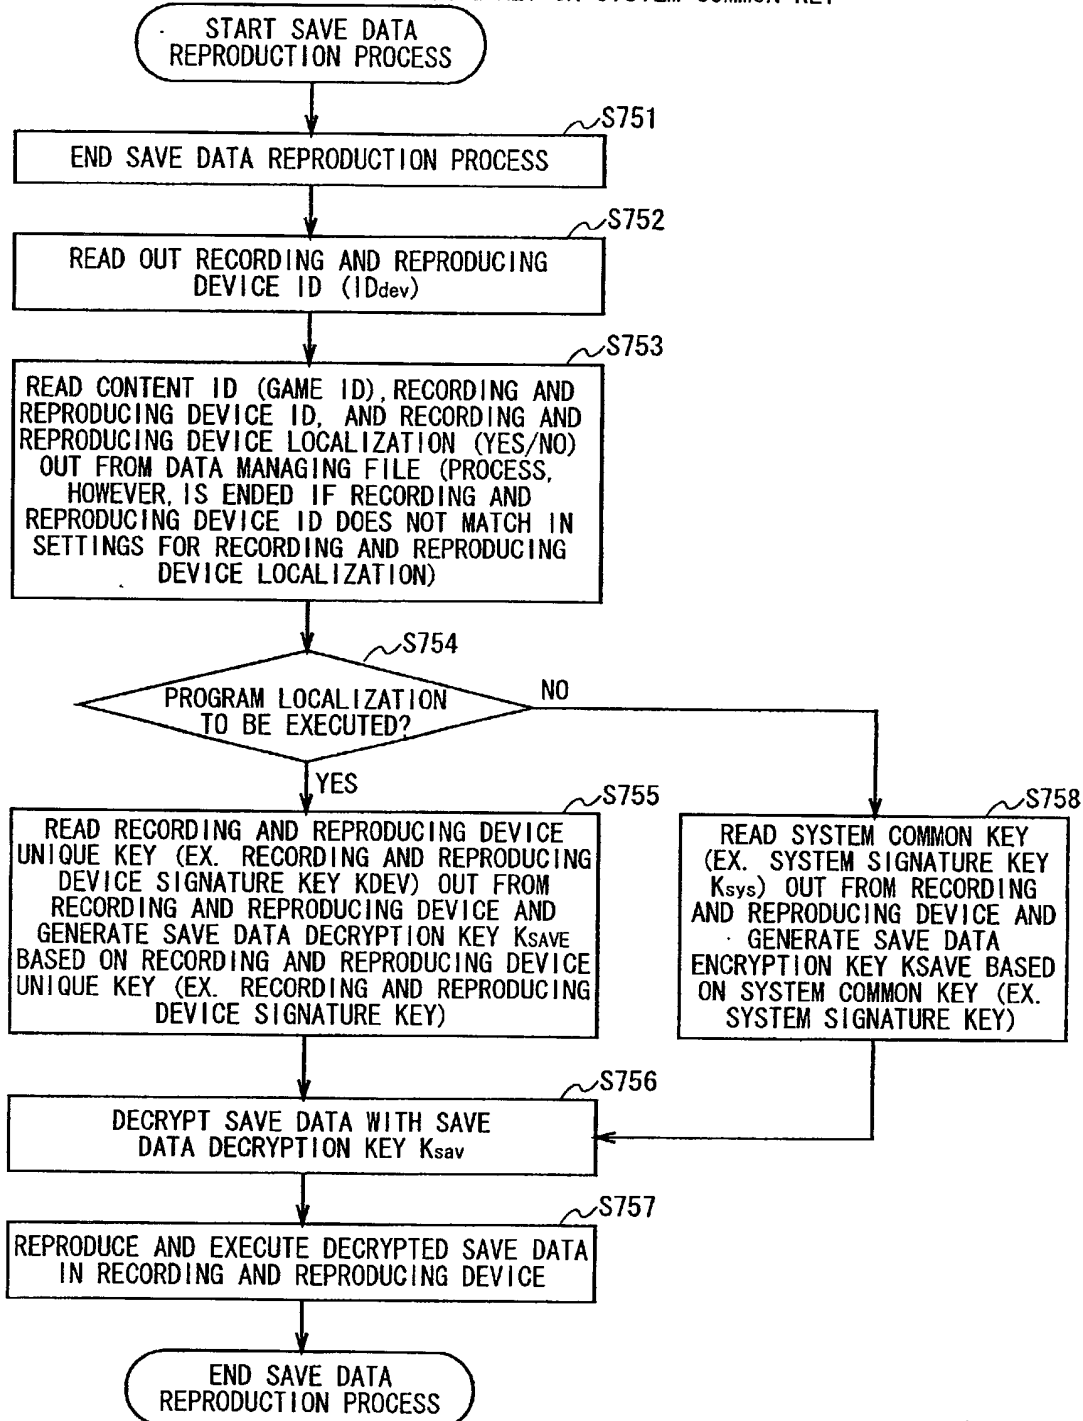 SYSTEM COMMON KEY
START SAVE DATA
REPRODUCTION PROCESS
S751
END SAVE DATA REPRODUCTION PROCESS
S752
READ OUT RECORDING AND REPRODUCING
DEVICE ID (IDdev)
S753
READ CONTENT ID (GAME ID), RECORDING AND
REPRODUCING DEVICE ID, AND RECORDING AND
REPRODUCING DEVICE LOCALIZATION (YES/NO)
OUT FROM DATA MANAGING FILE (PROCESS,
HOWEVER, IS ENDED IF RECORDING AND
REPRODUCING DEVICE ID DOES NOT MATCH IN
SETTINGS FOR RECORDING AND REPRODUCING
DEVICE LOCALIZATION)
S754
PROGRAM LOCALIZATION
TO BE EXECUTED?
NO
YES
S755
READ RECORDING AND REPRODUCING DEVICE
UNIQUE KEY (EX. RECORDING AND REPRODUCING
DEVICE SIGNATURE KEY KDEV) OUT FROM
RECORDING AND REPRODUCING DEVICE AND
GENERATE SAVE DATA DECRYPTION KEY KSAVE
BASED ON RECORDING AND REPRODUCING DEVICE
UNIQUE KEY (EX. RECORDING AND REPRODUCING
DEVICE SIGNATURE KEY)
S758
READ SYSTEM COMMON KEY
(EX. SYSTEM SIGNATURE KEY
Ksys) OUT FROM RECORDING
AND REPRODUCING DEVICE AND
GENERATE SAVE DATA
ENCRYPTION KEY KSAVE BASED
ON SYSTEM COMMON KEY (EX.
SYSTEM SIGNATURE KEY)
S756
DECRYPT SAVE DATA WITH SAVE
DATA DECRYPTION KEY Ksav
S757
REPRODUCE AND EXECUTE DECRYPTED SAVE DATA
IN RECORDING AND REPRODUCING DEVICE
END SAVE DATA
REPRODUCTION PROCESS